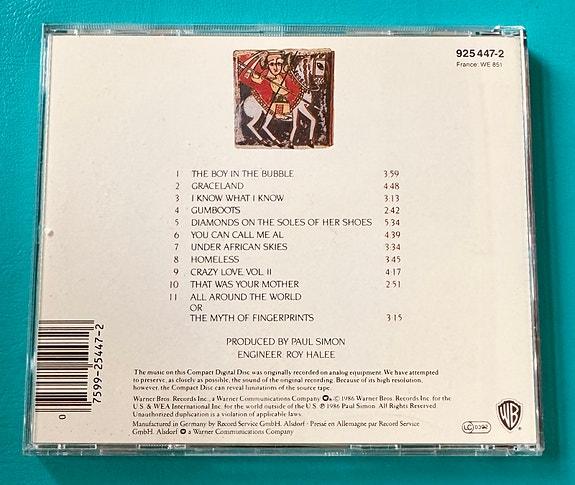 925 447-2
France: WE 851
1 THE BOY IN THE BUBBLE 3:59
2 GRACELAND 4:48
3 I KNOW WHAT I KNOW 3:13
4 GUMBOOTS 2:42
5 DIAMONDS ON THE SOLES OF HER SHOES 5:34
6 YOU CAN CALL ME AL 4:39
7 UNDER AFRICAN SKIES 3:34
8 HOMELESS 3:45
9 CRAZY LOVE, VOL. II 4:17
10 THAT WAS YOUR MOTHER 2:51
11 ALL AROUND THE WORLD
OR
THE MYTH OF FINGERPRINTS 3:15
PRODUCED BY PAUL SIMON
ENGINEER: ROY HALEE
The music on this Compact Digital Disc was originally recorded on analog equipment. We have attempted
to preserve, as closely as possible, the sound of the original recording. Because of its high resolution,
however, the Compact Disc can reveal limitations of the source tape.
Warner Bros. Records Inc., a Warner Communications Company © 1986 Warner Bros. Records Inc. for the
U.S. & WEA International Inc. for the world outside of the U.S. ℗ 1986 Paul Simon. All Rights Reserved.
Unauthorized duplication is a violation of applicable laws.
Manufactured in Germany by Record Service GmbH, Alsdorf · Pressé en Allemagne par Record Service
GmbH, Alsdorf a Warner Communications Company
LC 0392
WB
0 7599-25447-2